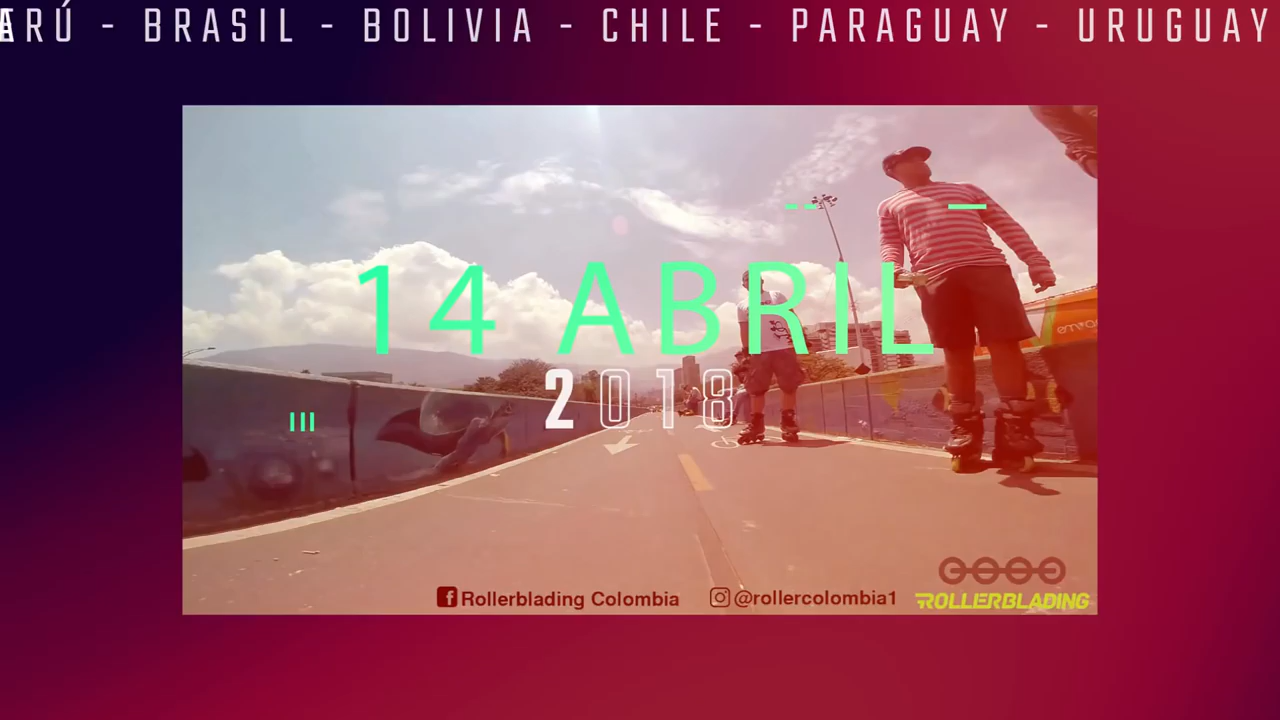 RÚ - BRASIL - BOLIVIA - CHILE - PARAGUAY - URUGUAY
14 ABRIL
2018
Rollerblading Colombia
@rollercolombia1
ROLLERBLADING